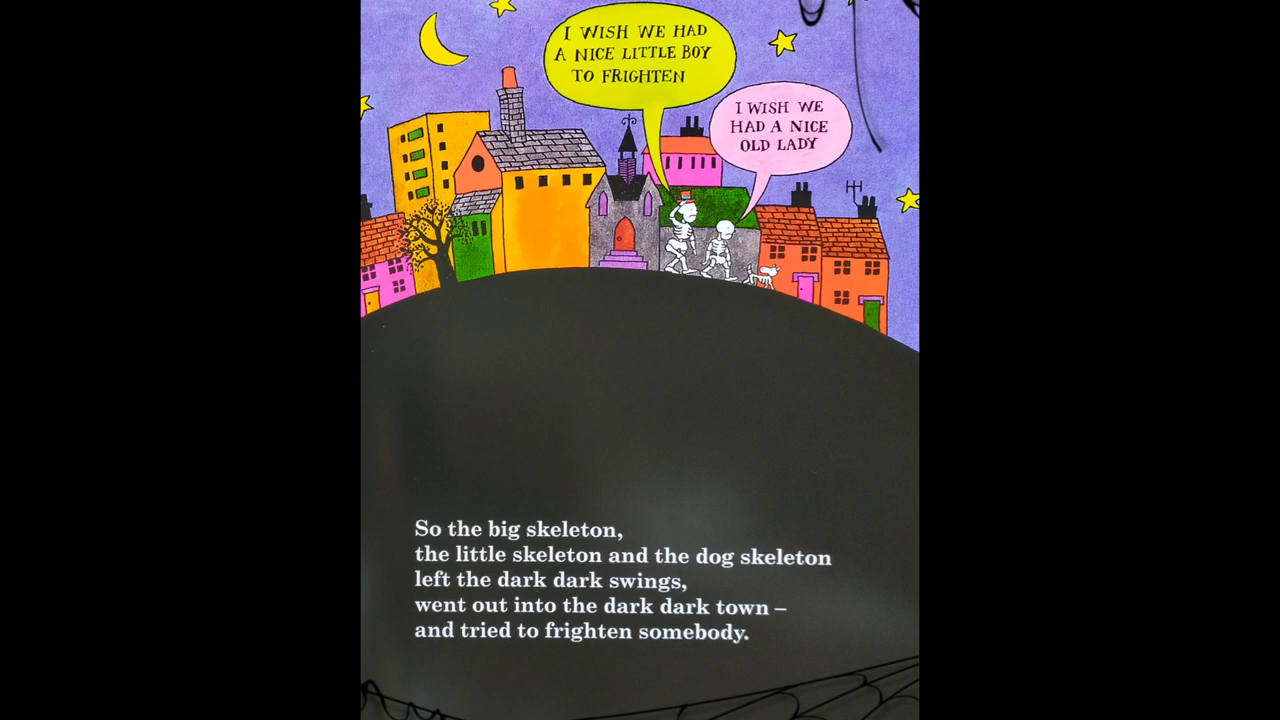 I WISH WE HAD
A NICE LITTLE BOY
TO FRIGHTEN
I WISH WE
HAD A NICE
OLD LADY
So the big skeleton,
the little skeleton and the dog skeleton
left the dark dark swings,
went out into the dark dark town –
and tried to frighten somebody.